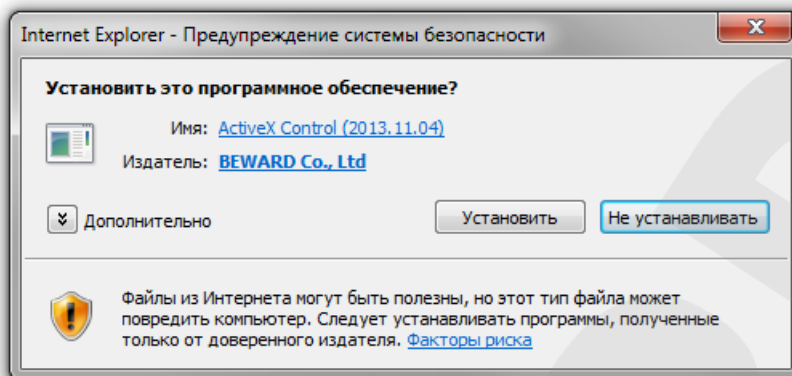 Internet Explorer - Предупреждение системы безопасности
Установить это программное обеспечение?
Имя: ActiveX Control (2013.11.04)
Издатель: BEWARD Co., Ltd
Дополнительно
Установить
Не устанавливать
Файлы из Интернета могут быть полезны, но этот тип файла может
повредить компьютер. Следует устанавливать программы, полученные
только от доверенного издателя. Факторы риска